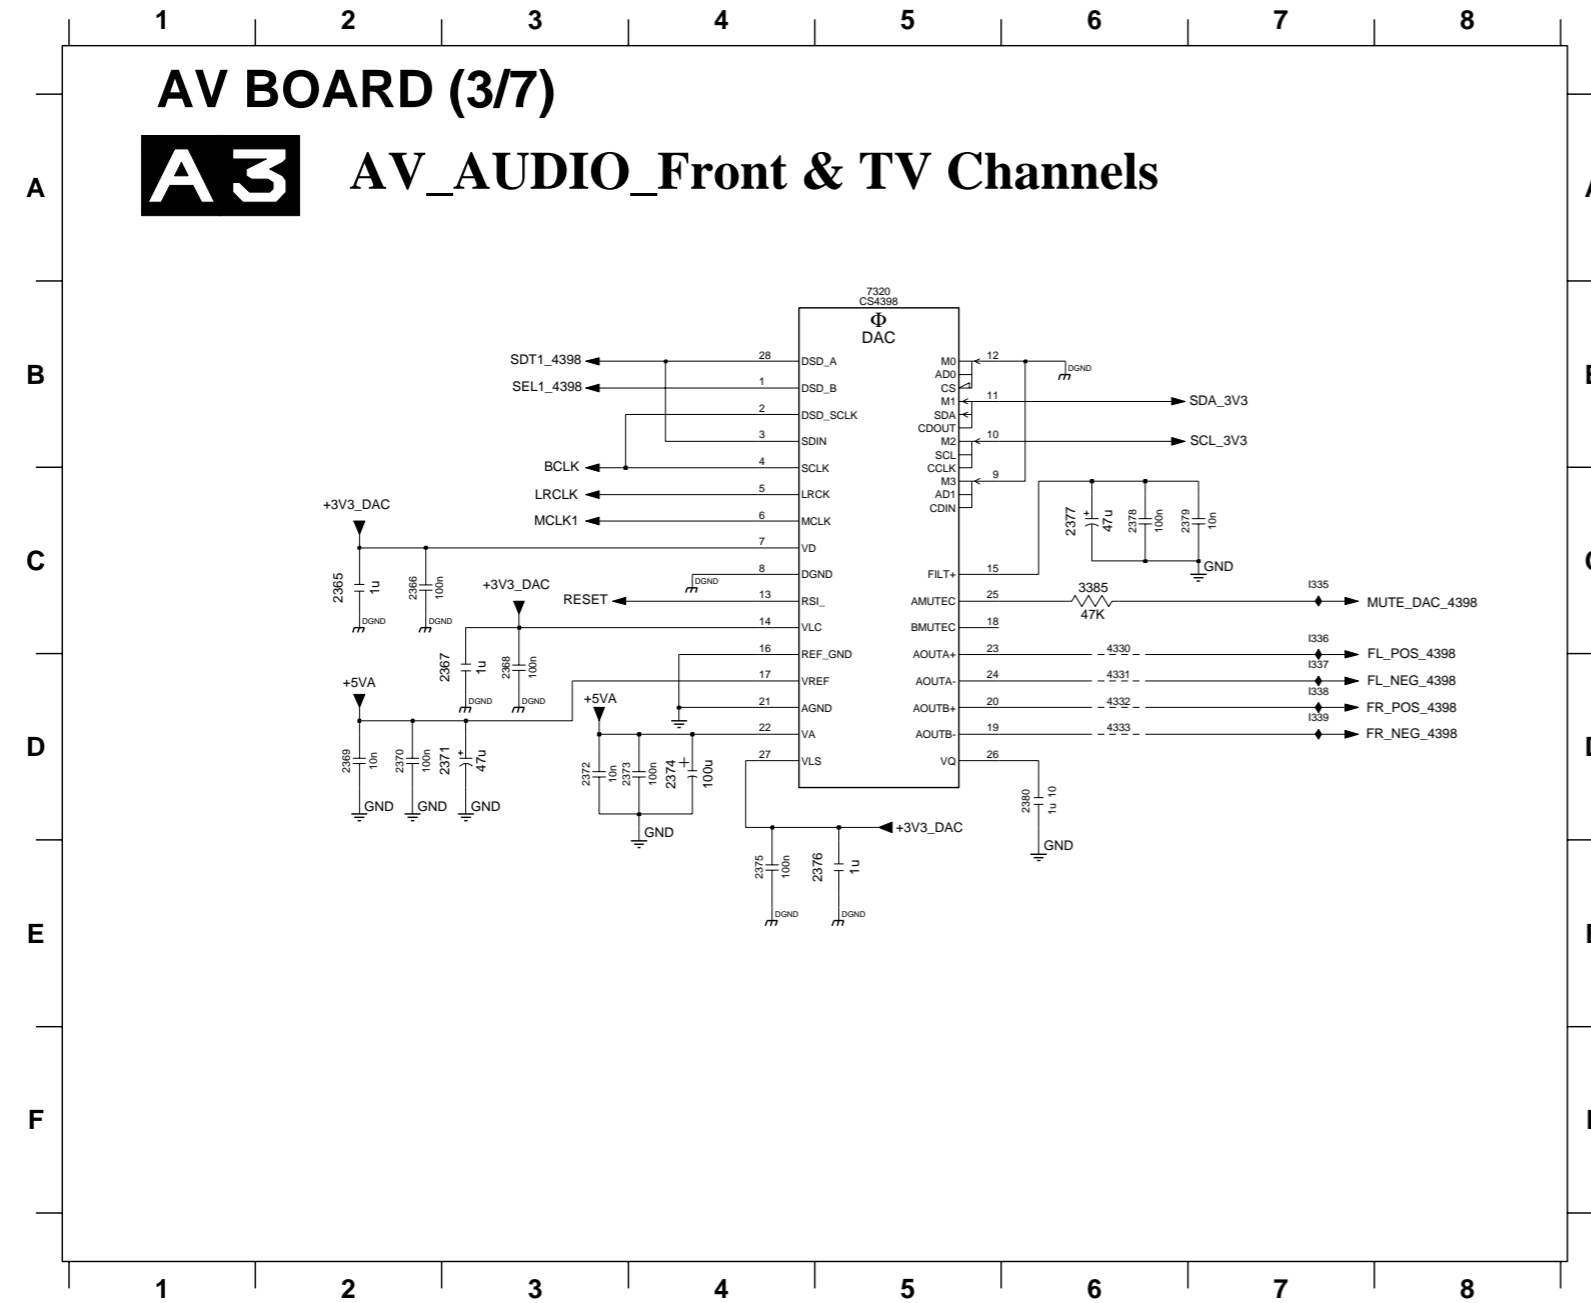 1 2 3 4 5 6 7 8
AV BOARD (3/7)
A 3 AV_AUDIO_Front & TV Channels
A
7320
CS4398
Φ
DAC
SDT1_4398 28 DSD_A M0 12 DGND
AD0
B
SEL1_4398 1 DSD_B CS
M1 11 SDA_3V3
2 DSD_SCLK SDA
CDOUT
3 SDIN M2 10 SCL_3V3
SCL
BCLK 4 SCLK CCLK
M3 9
LRCLK 5 LRCK AD1
+3V3_DAC CDIN
MCLK1 6 MCLK 2377 + 47u 2378 100n 2379 10n
7 VD
C
GND
8 DGND FILT+ 15
DGND
2365 1u 2366 100n +3V3_DAC
RESET 13 RSI_ AMUTEC 25 3385 47K I335 MUTE_DAC_4398
DGND DGND
14 VLC BMUTEC 18
16 REF_GND AOUTA+ 23 4330 I336 FL_POS_4398
2367 1u 2368 100n
17 VREF AOUTA- 24 4331 I337 FL_NEG_4398
+5VA DGND DGND +5VA
21 AGND AOUTB+ 20 4332 I338 FR_POS_4398
22 VA AOUTB- 19 4333 I339 FR_NEG_4398
D
27 VLS VQ 26
2369 10n 2370 100n 2371 + 47u 2372 10n 2373 100n 2374 + 100u
2380 1u 10
GND GND GND
GND +3V3_DAC
GND
2375 100n 2376 1u
DGND DGND
E
F
1 2 3 4 5 6 7 8